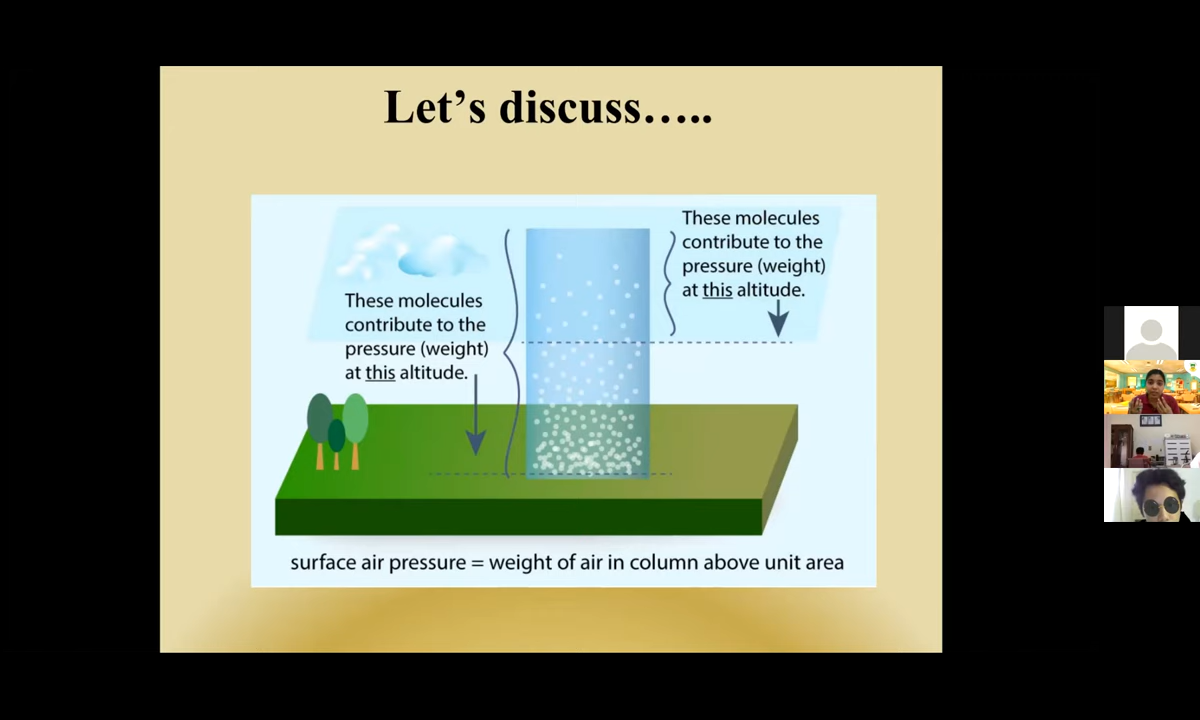 Let's discuss…..
These molecules
contribute to the
pressure (weight)
at this altitude.
These molecules
contribute to the
pressure (weight)
at this altitude.
surface air pressure = weight of air in column above unit area